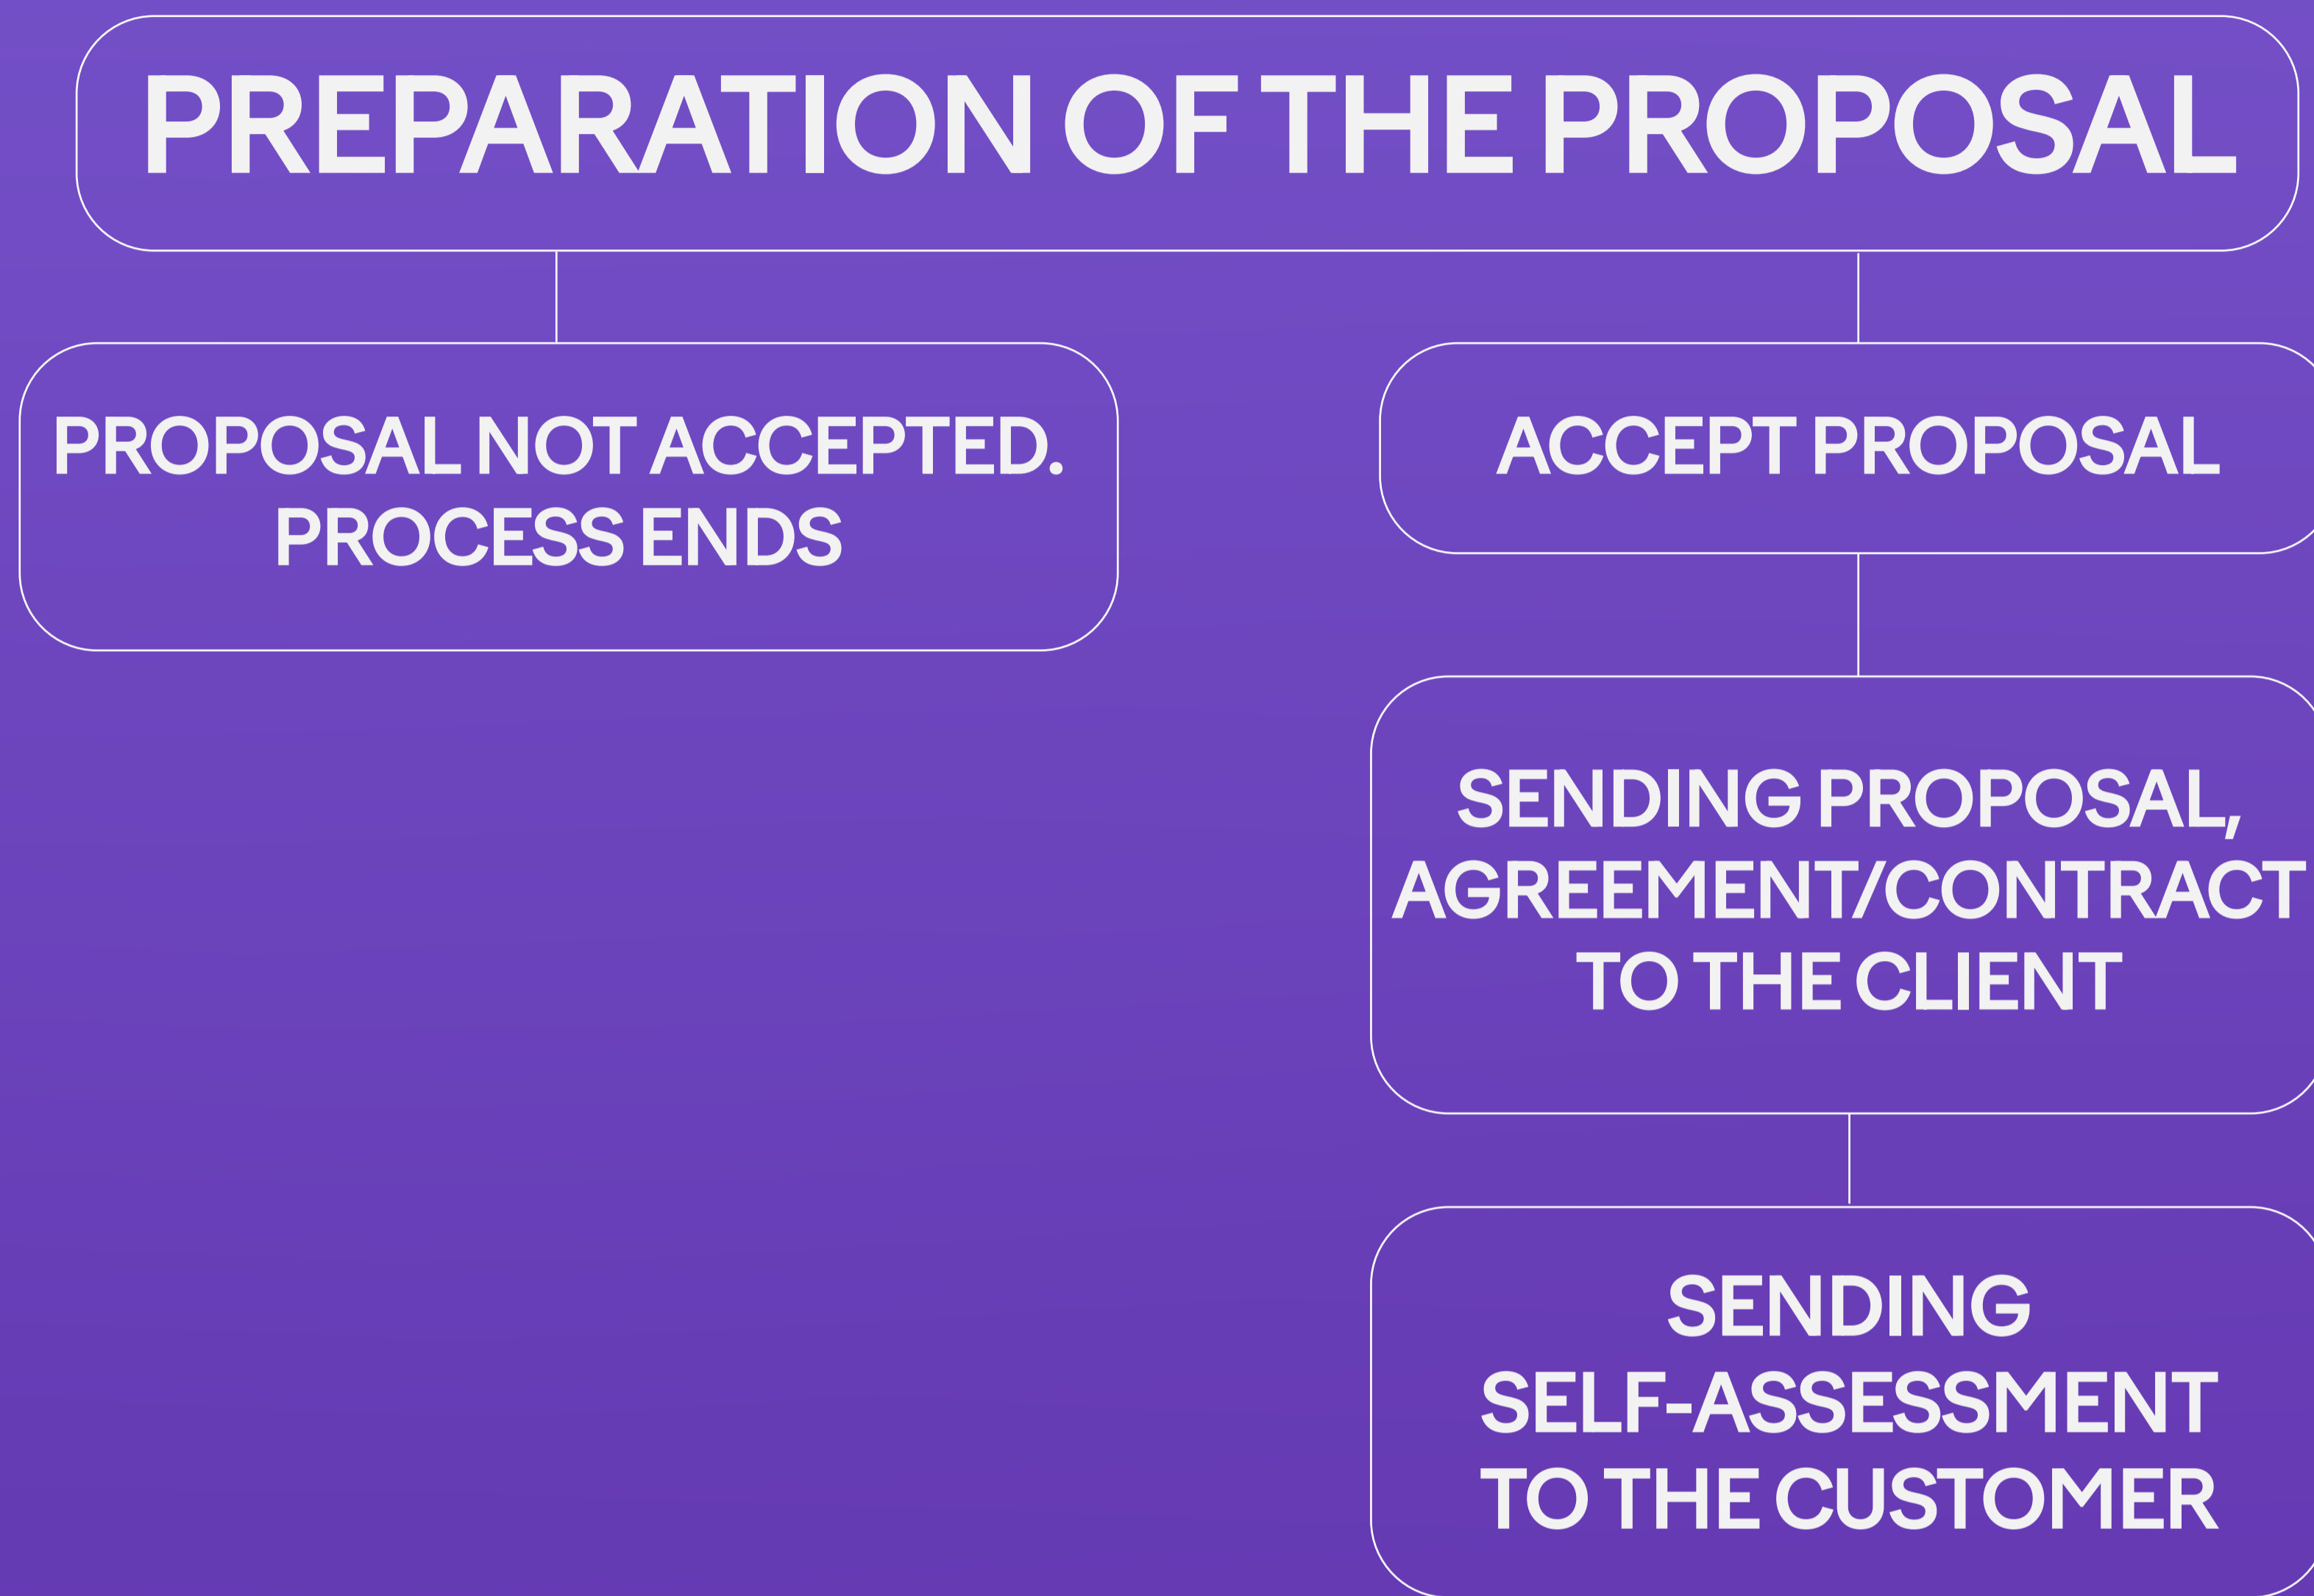 PREPARATION OF THE PROPOSAL
PROPOSAL NOT ACCEPTED.
PROCESS ENDS
ACCEPT PROPOSAL
SENDING PROPOSAL,
AGREEMENT/CONTRACT
TO THE CLIENT
SENDING
SELF-ASSESSMENT
TO THE CUSTOMER